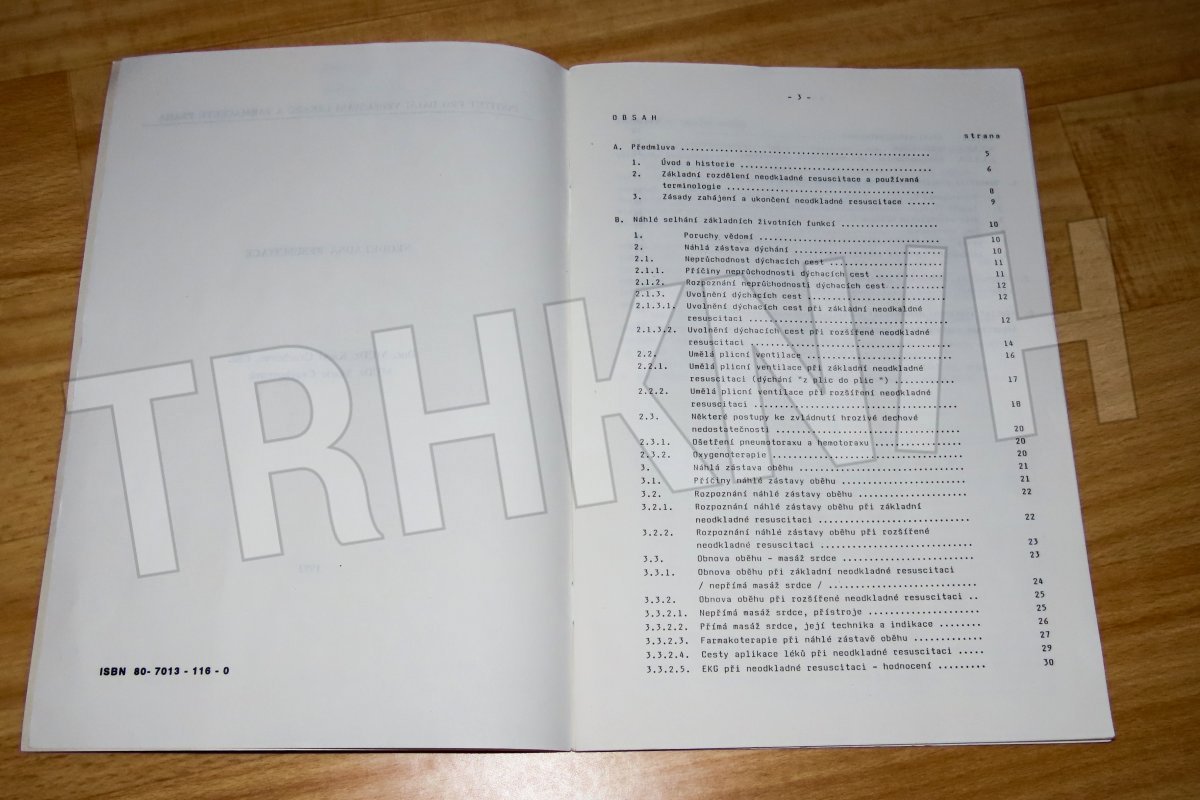 ISBN 80-7013-116-0
- 3 -
OBSAH
strana
A. Předmluva .......... 5
1. Úvod a historie .......... 6
2. Základní rozdělení neodkladné resuscitace a používaná
terminologie .......... 8
3. Zásady zahájení a ukončení neodkladné resuscitace ...... 9
B. Náhlé selhání základních životních funkcí .......... 10
1. Poruchy vědomí .......... 10
2. Náhlá zástava dýchání .......... 10
2.1. Neprůchodnost dýchacích cest .......... 11
2.1.1. Příčiny neprůchodnosti dýchacích cest .......... 11
2.1.2. Rozpoznání neprůchodnosti dýchacích cest .......... 12
2.1.3. Uvolnění dýchacích cest .......... 12
2.1.3.1. Uvolnění dýchacích cest při základní neodkaldné
resuscitaci .......... 12
2.1.3.2. Uvolnění dýchacích cest při rozšířené neodkladné
resuscitaci .......... 14
2.2. Umělá plicní ventilace .......... 16
2.2.1. Umělá plicní ventilace při základní neodkladné
resuscitaci (dýchání "z plic do plic ") .......... 17
2.2.2. Umělá plicní ventilace při rozšíření neodkladné
resuscitaci .......... 18
2.3. Některé postupy ke zvládnutí hrozivé dechové
nedostatečnosti .......... 20
2.3.1. Ošetření pneumotoraxu a hemotoraxu .......... 20
2.3.2. Oxygenoterapie .......... 20
3. Náhlá zástava oběhu .......... 21
3.1. Příčiny náhlé zástavy oběhu .......... 21
3.2. Rozpoznání náhlé zástavy oběhu .......... 22
3.2.1. Rozpoznání náhlé zástavy oběhu při základní
neodkladné resuscitaci .......... 22
3.2.2. Rozpoznání náhlé zástavy oběhu při rozšířené
neodkladné resuscitaci .......... 23
3.3. Obnova oběhu - masáž srdce .......... 23
3.3.1. Obnova oběhu při základní neodkladné resuscitaci
/ nepřímá masáž srdce / .......... 24
3.3.2. Obnova oběhu při rozšířené neodkladné resuscitaci .. 25
3.3.2.1. Nepřímá masáž srdce, přístroje .......... 25
3.3.2.2. Přímá masáž srdce, její technika a indikace ........ 26
3.3.2.3. Farmakoterapie při náhlé zástavě oběhu .......... 27
3.3.2.4. Cesty aplikace léků při neodkladné resuscitaci ..... 29
3.3.2.5. EKG při neodkladné resuscitaci - hodnocení ......... 30
TRHKNIH